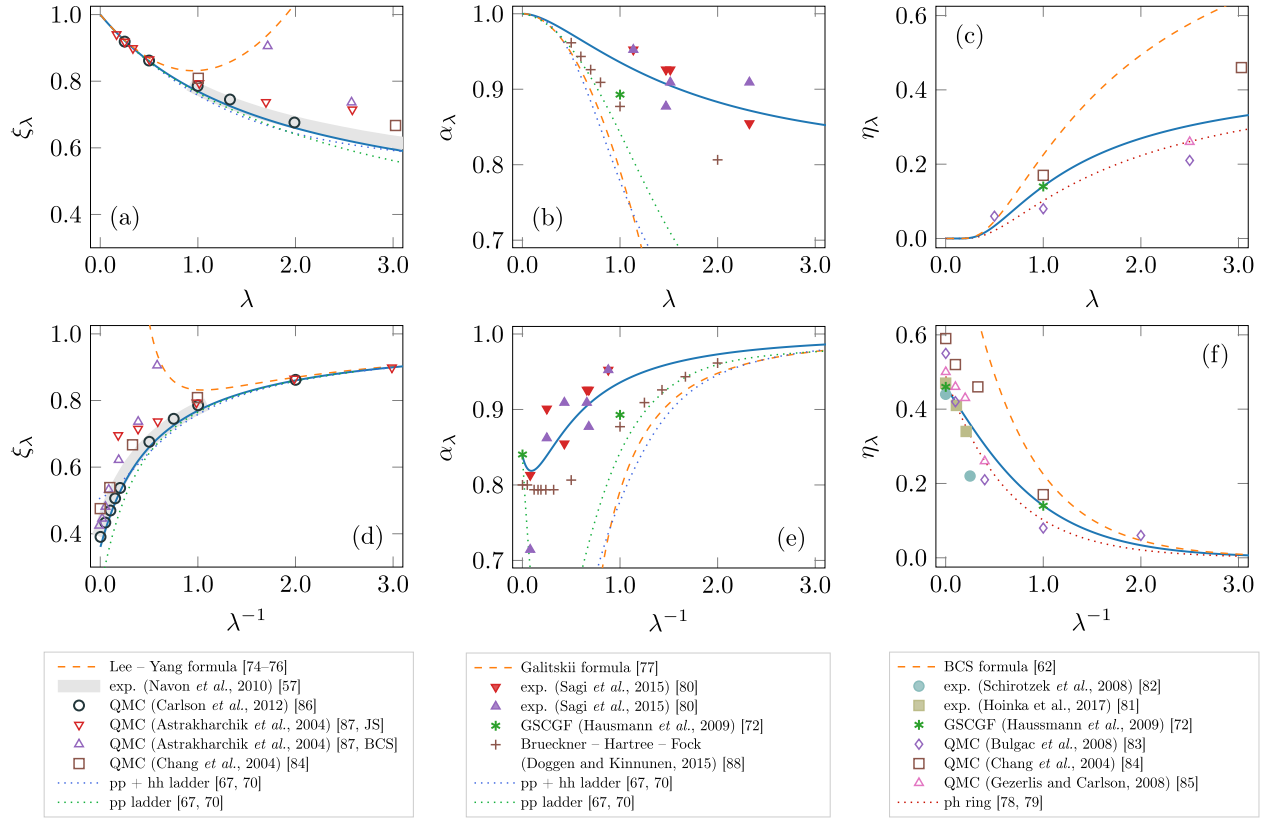 1.0
0.8
0.6
0.4
ξλ
(a)
0.0 1.0 2.0 3.0
λ
1.0
0.9
0.8
0.7
αλ
(b)
0.0 1.0 2.0 3.0
λ
0.6
0.4
0.2
0.0
ηλ
(c)
0.0 1.0 2.0 3.0
λ
1.0
0.8
0.6
0.4
ξλ
(d)
0.0 1.0 2.0 3.0
λ⁻¹
1.0
0.9
0.8
0.7
αλ
(e)
0.0 1.0 2.0 3.0
λ⁻¹
0.6
0.4
0.2
0.0
ηλ
(f)
0.0 1.0 2.0 3.0
λ⁻¹
Lee – Yang formula [74–76]
exp. (Navon et al., 2010) [57]
QMC (Carlson et al., 2012) [86]
QMC (Astrakharchik et al., 2004) [87, JS]
QMC (Astrakharchik et al., 2004) [87, BCS]
QMC (Chang et al., 2004) [84]
pp + hh ladder [67, 70]
pp ladder [67, 70]
Galitskii formula [77]
exp. (Sagi et al., 2015) [80]
exp. (Sagi et al., 2015) [80]
GSCGF (Hausmann et al., 2009) [72]
Brueckner – Hartree – Fock
(Doggen and Kinnunen, 2015) [88]
pp + hh ladder [67, 70]
pp ladder [67, 70]
BCS formula [62]
exp. (Schirotzek et al., 2008) [82]
exp. (Hoinka et al., 2017) [81]
GSCGF (Haussmann et al., 2009) [72]
QMC (Bulgac et al., 2008) [83]
QMC (Chang et al., 2004) [84]
QMC (Gezerlis and Carlson, 2008) [85]
ph ring [78, 79]